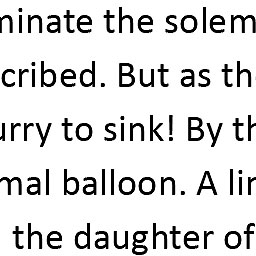 minate the solem
cribed. But as th
urry to sink! By th
mal balloon. A li
the daughter of